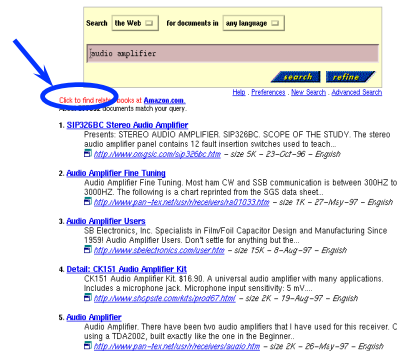 Search the Web for documents in any language
audio amplifier
search refine
Help . Preferences . New Search . Advanced Search
Click to find related books at Amazon.com.
documents match your query.
1. SIP326BC Stereo Audio Amplifier
Presents: STEREO AUDIO AMPLIFIER. SIP326BC. SCOPE OF THE STUDY. The stereo
audio amplifier panel contains 12 fault insertion switches used to teach...
http://www.omgsic.com/sip326bc.htm - size 5K - 23-Oct-96 - English
2. Audio Amplifier Fine Tuning
Audio Amplifier Fine Tuning. Most ham CW and SSB communication is between 300HZ to
3000HZ. The following is a chart reprinted from the SGS data sheet...
http://www.pan-tex.net/usr/r/receivers/ra01033.htm - size 1K - 27-May-97 - English
3. Audio Amplifier Users
SB Electronics, Inc. Specialists in Film/Foil Capacitor Design and Manufacturing Since
1959! Audio Amplifier Users. Don't settle for anything but the...
http://www.sbelectronics.com/user.htm - size 15K - 8-Aug-97 - English
4. Detail: CK151 Audio Amplifier Kit
CK151 Audio Amplifier Kit. $16.90. A universal audio amplifier with many applications.
Includes a microphone jack. Microphone input sensitivity: 5 mV....
http://www.shopsde.com/kits/prod67.html - size 2K - 19-Aug-97 - English
5. Audio Amplifier
Audio Amplifier. There have been two audio amplifiers that I have used for this receiver. C
using a TDA2002, built exactly like the one in the Beginner..
http://www.pan-tex.net/usr/r/receivers/audio.htm - size 2K - 26-May-97 - English